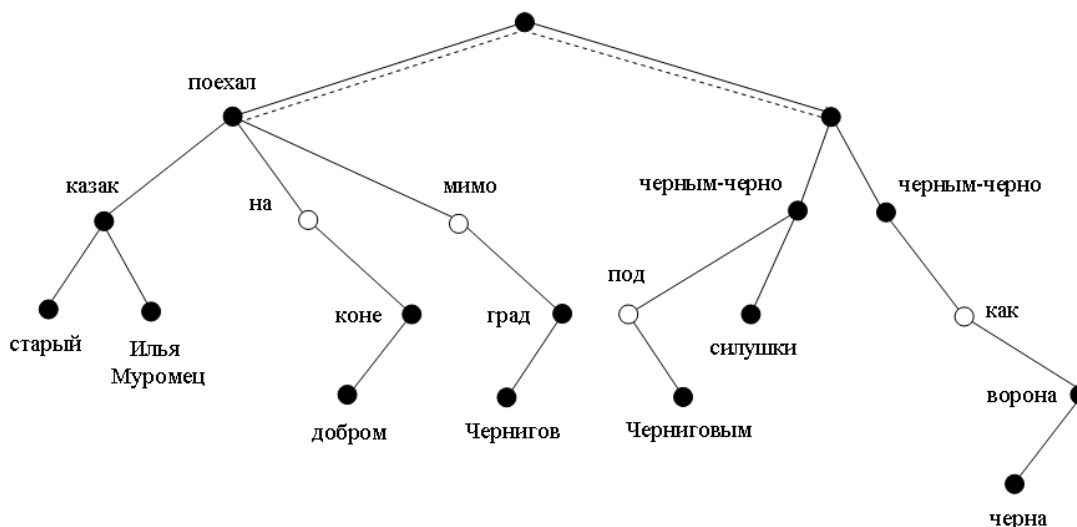 поехал
казак
на
мимо
черным-черно
черным-черно
под
как
старый
Илья
Муромец
коне
град
силушки
ворона
добром
Чернигов
Черниговым
черна